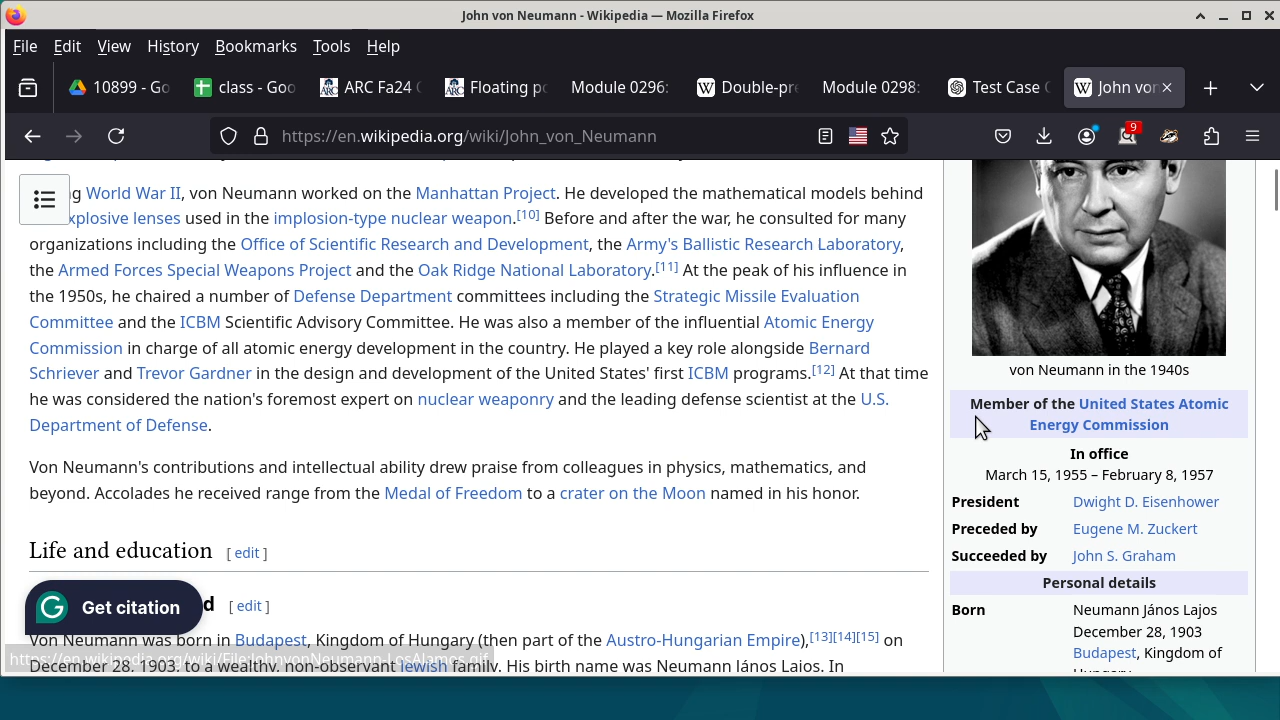 John von Neumann - Wikipedia — Mozilla Firefox
File Edit View History Bookmarks Tools Help
10899 - Go class - Goo ARC Fa24 Floating po Module 0296: Double-pre Module 0298: Test Case John von
https://en.wikipedia.org/wiki/John_von_Neumann 9
World War II, von Neumann worked on the Manhattan Project. He developed the mathematical models behind
explosive lenses used in the implosion-type nuclear weapon.[10] Before and after the war, he consulted for many
organizations including the Office of Scientific Research and Development, the Army's Ballistic Research Laboratory,
the Armed Forces Special Weapons Project and the Oak Ridge National Laboratory.[11] At the peak of his influence in
the 1950s, he chaired a number of Defense Department committees including the Strategic Missile Evaluation
Committee and the ICBM Scientific Advisory Committee. He was also a member of the influential Atomic Energy
Commission in charge of all atomic energy development in the country. He played a key role alongside Bernard
Schriever and Trevor Gardner in the design and development of the United States' first ICBM programs.[12] At that time
he was considered the nation's foremost expert on nuclear weaponry and the leading defense scientist at the U.S.
Department of Defense.
Von Neumann's contributions and intellectual ability drew praise from colleagues in physics, mathematics, and
beyond. Accolades he received range from the Medal of Freedom to a crater on the Moon named in his honor.
Life and education [ edit ]
d [ edit ]
Get citation
Von Neumann was born in Budapest, Kingdom of Hungary (then part of the Austro-Hungarian Empire),[13][14][15] on
December 28, 1903, to a wealthy, non-observant Jewish family. His birth name was Neumann János Lajos. In
https://en.wikipedia.org/wiki/File:JohnvonNeumann-LosAlamos.gif
von Neumann in the 1940s
Member of the United States Atomic
Energy Commission
In office
March 15, 1955 – February 8, 1957
President Dwight D. Eisenhower
Preceded by Eugene M. Zuckert
Succeeded by John S. Graham
Personal details
Born Neumann János Lajos
December 28, 1903
Budapest, Kingdom of